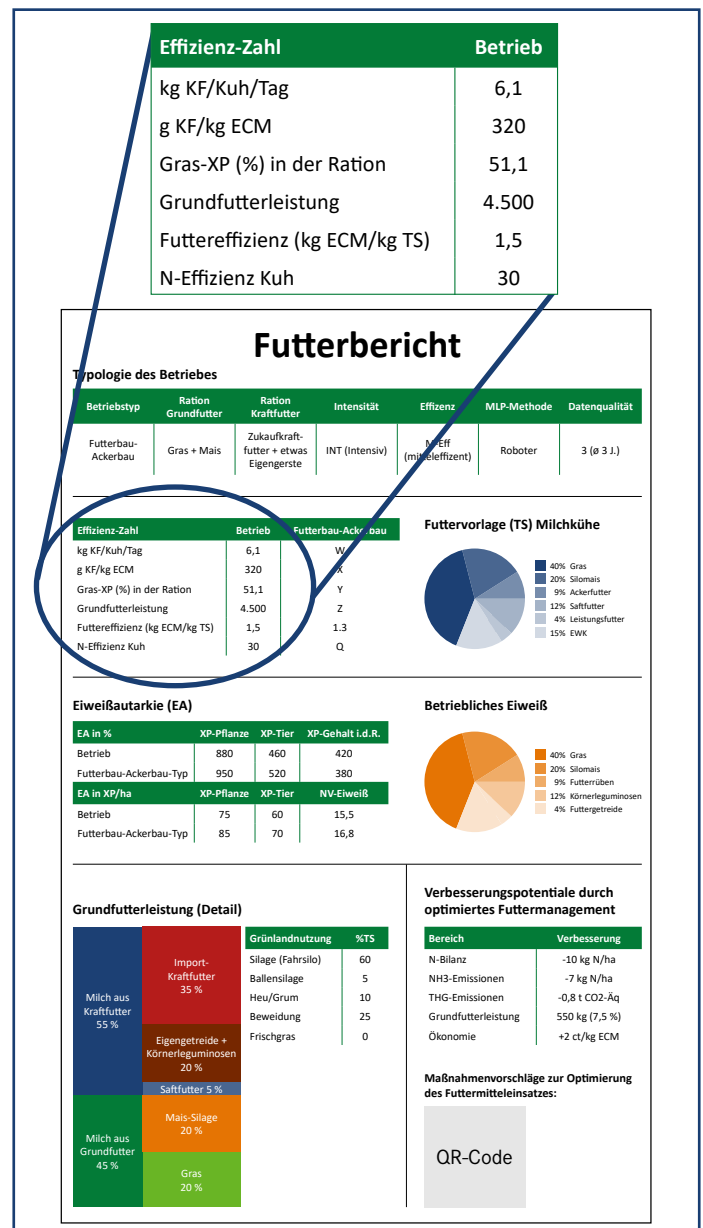 Effizienz-Zahl Betrieb
kg KF/Kuh/Tag 6,1
g KF/kg ECM 320
Gras-XP (%) in der Ration 51,1
Grundfutterleistung 4.500
Futtereffizienz (kg ECM/kg TS) 1,5
N-Effizienz Kuh 30
Futterbericht
Typologie des Betriebes
Betriebstyp Ration Grundfutter Ration Kraftfutter Intensität Effizenz MLP-Methode Datenqualität
Futterbau-Ackerbau Gras + Mais Zukaufkraft-futter + etwas Eigengerste INT (Intensiv) M-Eff (mitteleffizent) Roboter 3 (ø 3 J.)
Effizienz-Zahl Betrieb Futterbau-Ackerbau
kg KF/Kuh/Tag 6,1 W
g KF/kg ECM 320 X
Gras-XP (%) in der Ration 51,1 Y
Grundfutterleistung 4.500 Z
Futtereffizienz (kg ECM/kg TS) 1,5 1.3
N-Effizienz Kuh 30 Q
Futtervorlage (TS) Milchkühe
40% Gras
20% Silomais
9% Ackerfutter
12% Saftfutter
4% Leistungsfutter
15% EWK
Eiweißautarkie (EA)
EA in % XP-Pflanze XP-Tier XP-Gehalt i.d.R.
Betrieb 880 460 420
Futterbau-Ackerbau-Typ 950 520 380
EA in XP/ha XP-Pflanze XP-Tier NV-Eiweiß
Betrieb 75 60 15,5
Futterbau-Ackerbau-Typ 85 70 16,8
Betriebliches Eiweiß
40% Gras
20% Silomais
9% Futterrüben
12% Körnerleguminosen
4% Futtergetreide
Grundfutterleistung (Detail)
Milch aus
Kraftfutter
55 %
Milch aus
Grundfutter
45 %
Import-
Kraftfutter
35 %
Eigengetreide +
Körnerleguminosen
20 %
Saftfutter 5 %
Mais-Silage
20 %
Gras
20 %
Grünlandnutzung %TS
Silage (Fahrsilo) 60
Ballensilage 5
Heu/Grum 10
Beweidung 25
Frischgras 0
Verbesserungspotentiale durch
optimiertes Futtermanagement
Bereich Verbesserung
N-Bilanz -10 kg N/ha
NH3-Emissionen -7 kg N/ha
THG-Emissionen -0,8 t CO2-Äq
Grundfutterleistung 550 kg (7,5 %)
Ökonomie +2 ct/kg ECM
Maßnahmenvorschläge zur Optimierung
des Futtermitteleinsatzes:
QR-Code